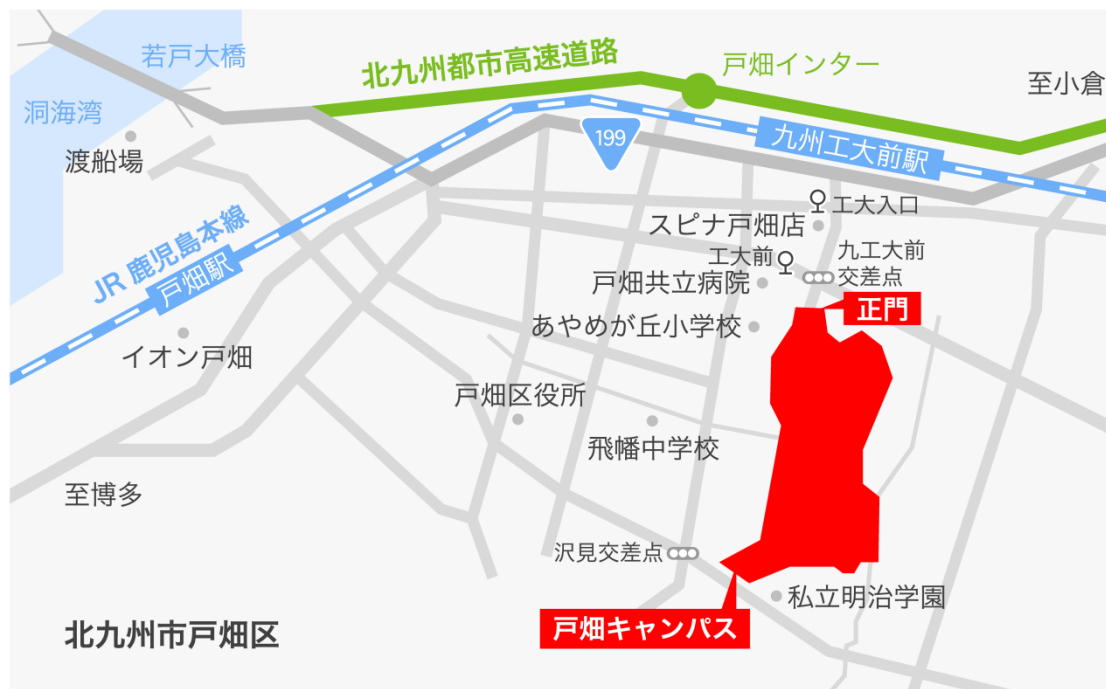 若戸大橋
北九州都市高速道路
戸畑インター
至小倉
洞海湾
渡船場
199
九州工大前駅
工大入口
スピナ戸畑店
JR 鹿児島本線
戸畑駅
工大前
九工大前
交差点
戸畑共立病院
正門
あやめが丘小学校
イオン戸畑
戸畑区役所
飛幡中学校
至博多
沢見交差点
私立明治学園
戸畑キャンパス
北九州市戸畑区